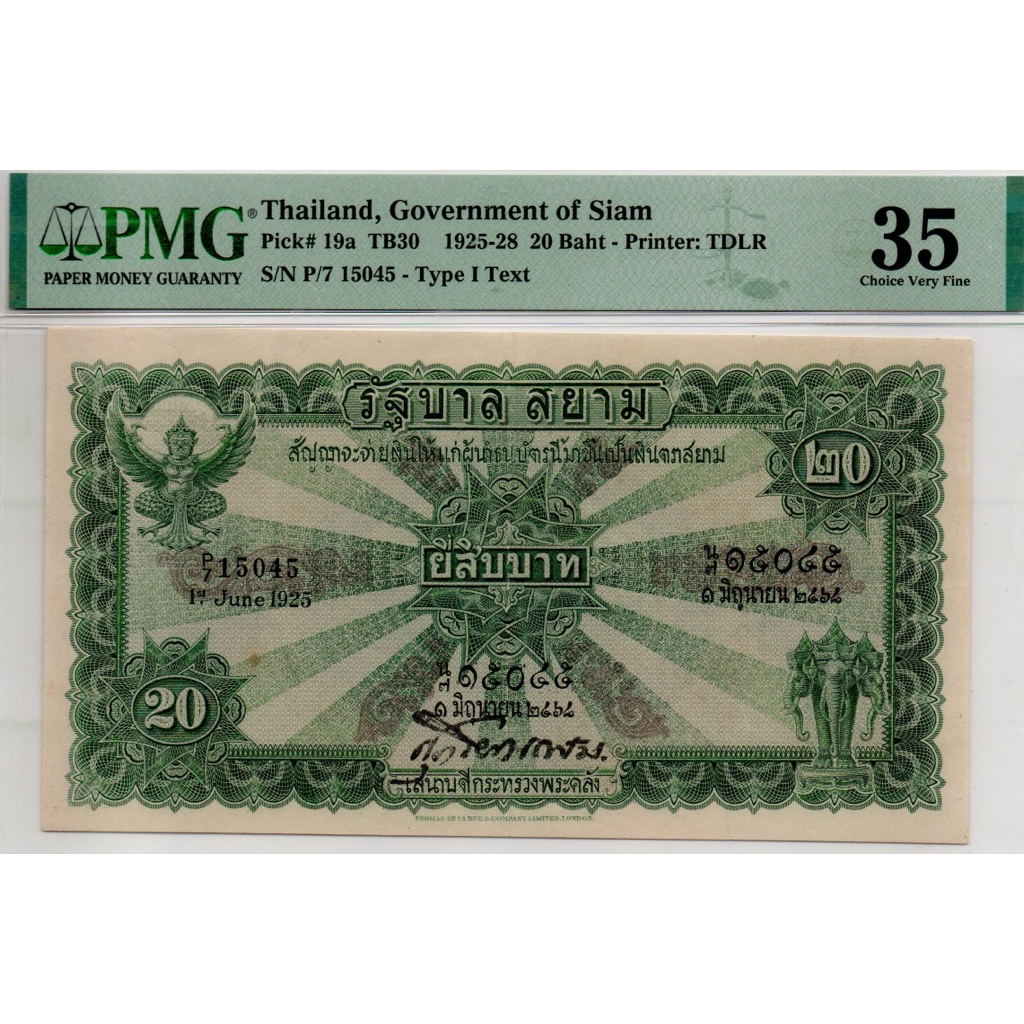 PMG®
PAPER MONEY GUARANTY
Thailand, Government of Siam
Pick# 19a TB30 1925-28 20 Baht - Printer: TDLR
S/N P/7 15045 - Type I Text
35
Choice Very Fine
รัฐบาล สยาม
สัญญาจะจ่ายเงินให้แก่ผู้นำธนบัตรนี้มาขึ้นเป็นเงินตราสยาม
๒๐
ยี่สิบบาท
P/7 15045
1st June 1925
๑๕๐๔๕
๑ มิถุนายน ๒๔๖๘
๑๕๐๔๕
๑ มิถุนายน ๒๔๖๘
20
เสนาบดีกระทรวงพระคลัง
THOMAS DE LA RUE & COMPANY LIMITED, LONDON.